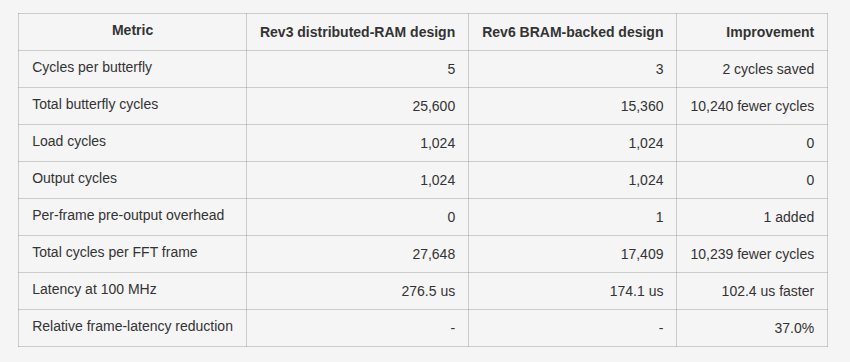 Metric Rev3 distributed-RAM design Rev6 BRAM-backed design Improvement
Cycles per butterfly 5 3 2 cycles saved
Total butterfly cycles 25,600 15,360 10,240 fewer cycles
Load cycles 1,024 1,024 0
Output cycles 1,024 1,024 0
Per-frame pre-output overhead 0 1 1 added
Total cycles per FFT frame 27,648 17,409 10,239 fewer cycles
Latency at 100 MHz 276.5 us 174.1 us 102.4 us faster
Relative frame-latency reduction - - 37.0%